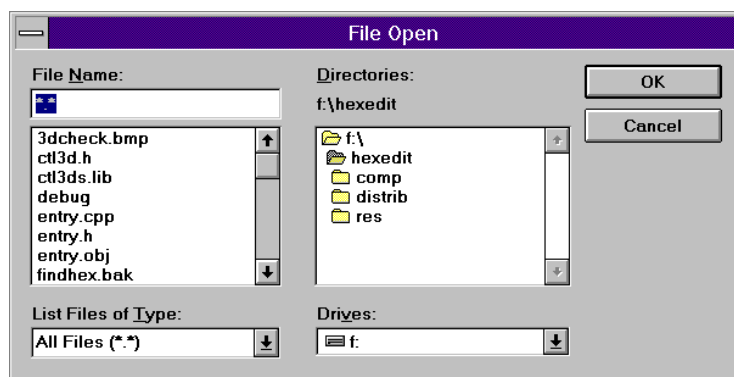 File Open
File Name:
*.*
3dcheck.bmp
ctl3d.h
ctl3ds.lib
debug
entry.cpp
entry.h
entry.obj
findhex.bak
List Files of Type:
All Files (*.*)
Directories:
f:\hexedit
f:\
hexedit
comp
distrib
res
Drives:
f:
OK
Cancel